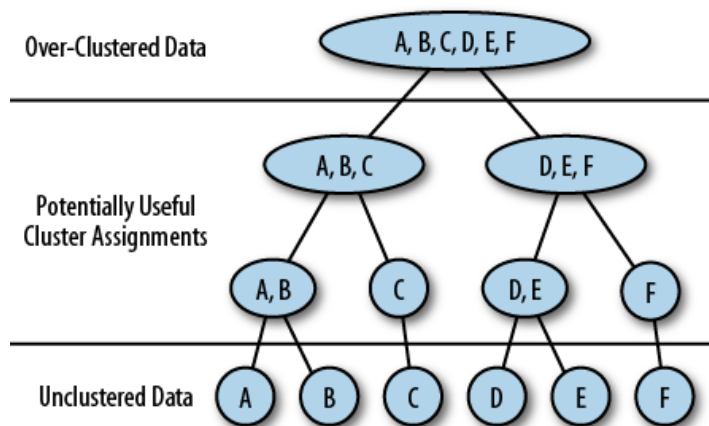 Over-Clustered Data
A, B, C, D, E, F
A, B, C
D, E, F
Potentially Useful
Cluster Assignments
A, B
C
D, E
F
Unclustered Data
A
B
C
D
E
F